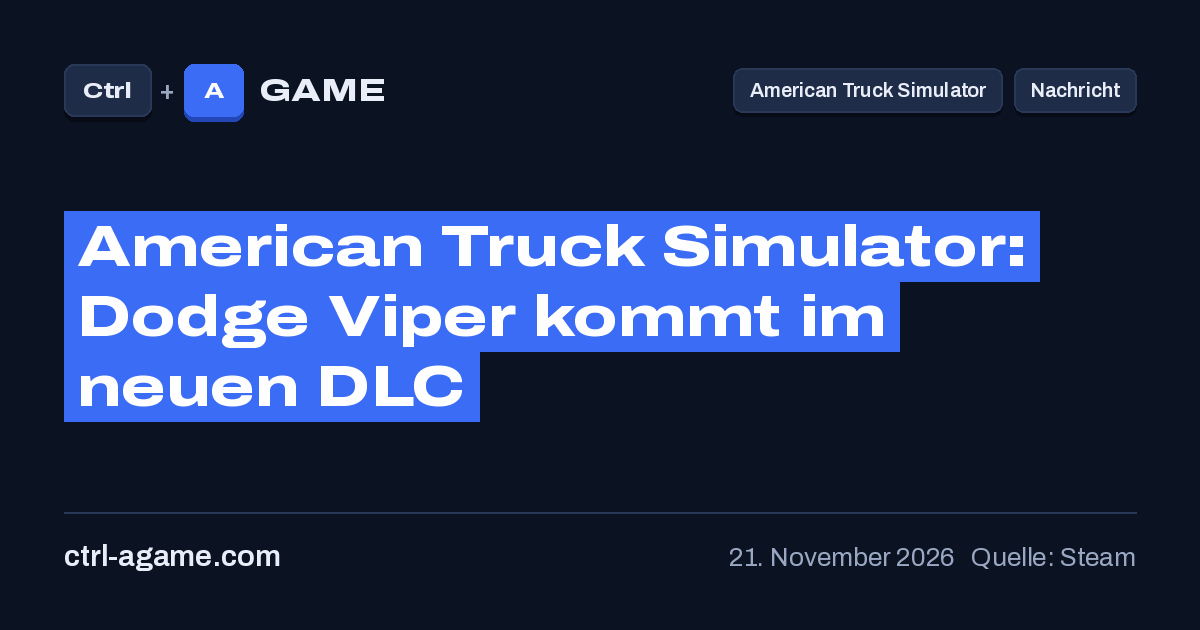 Ctrl + A GAME
American Truck Simulator
Nachricht
American Truck Simulator:
Dodge Viper kommt im
neuen DLC
ctrl-agame.com
21. November 2026 Quelle: Steam